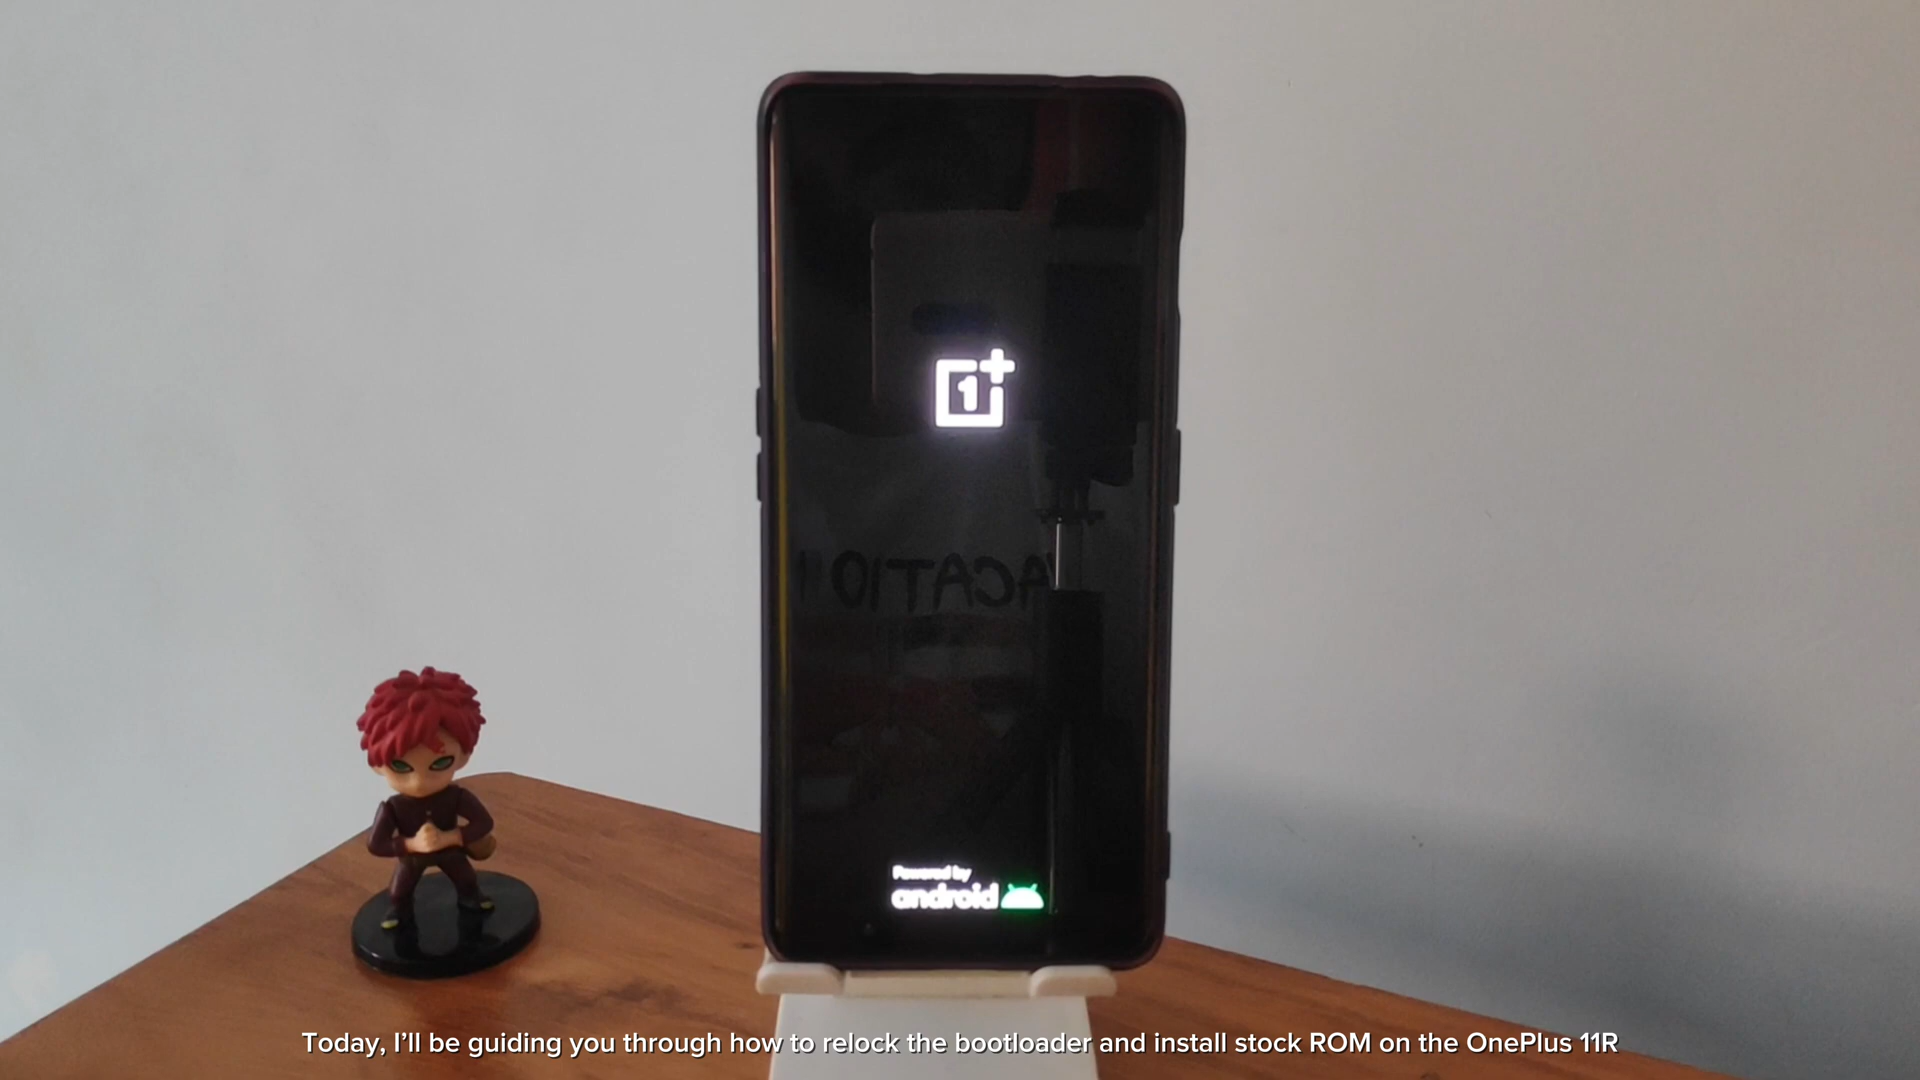 1
Powered by
android
Today, I'll be guiding you through how to relock the bootloader and install stock ROM on the OnePlus 11R